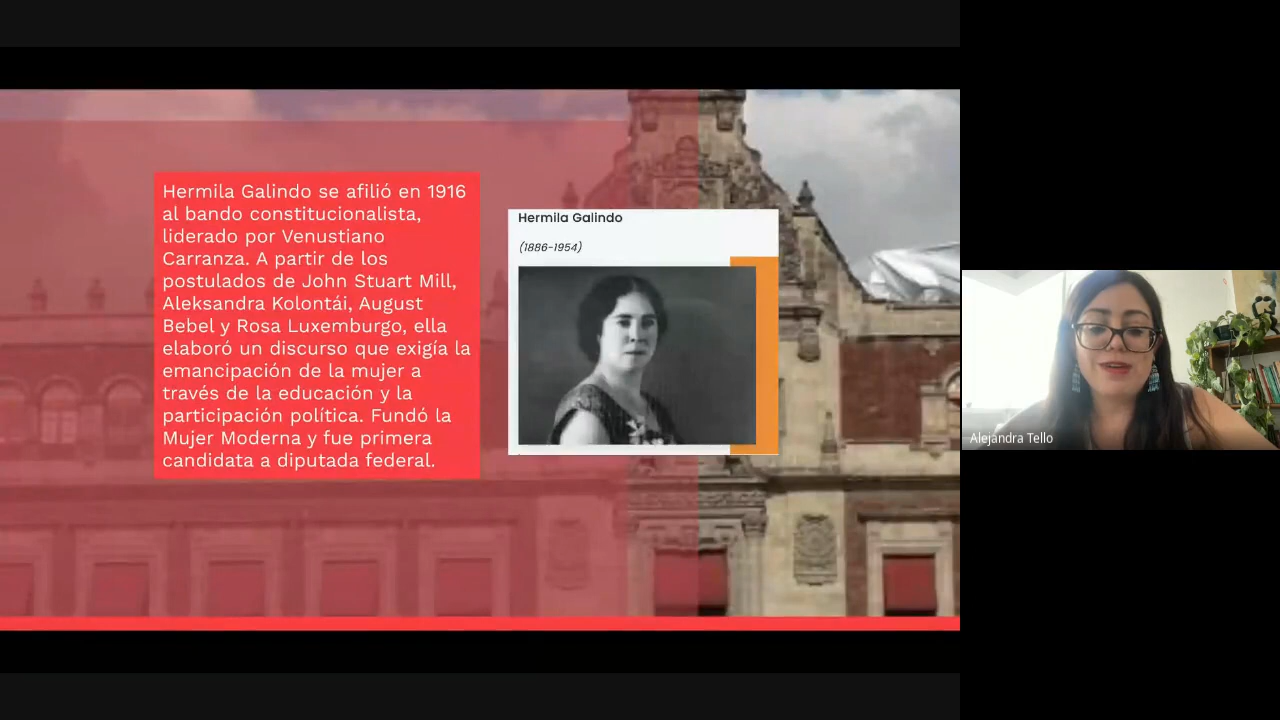 Hermila Galindo se afilió en 1916
al bando constitucionalista,
liderado por Venustiano
Carranza. A partir de los
postulados de John Stuart Mill,
Aleksandra Kolontái, August
Bebel y Rosa Luxemburgo, ella
elaboró un discurso que exigía la
emancipación de la mujer a
través de la educación y la
participación política. Fundó la
Mujer Moderna y fue primera
candidata a diputada federal.
Hermila Galindo
(1886-1954)
Alejandra Tello